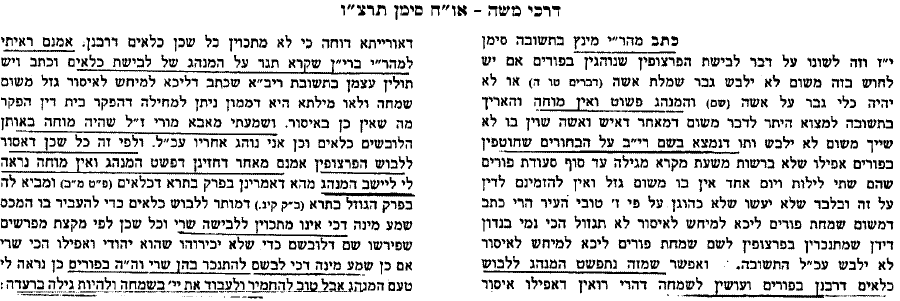 דרכי משה - או"ח סימן תרצ"ו
כתב מהר"י מינץ בתשובה סימן
י"ז וזה לשונו על דבר לבישת הפרצופין שנוהגין בפורים אם יש
לחוש בזה משום לא ילבש גבר שמלת אשה (דברים טו ה) או לא
יהיה כלי גבר על אשה (שם) והמנהג פשוט ואין מוחה והאריך
בתשובה למצוא היתר לדבר משום דמאחר דאיש ואשה שוין בו לא
שייך משום לא ילבש ותו דנמצא בשם ריי"ב על הבחורים שחוטפין
בפורים אפילו שלא ברשות משעת מקרא מגילה עד סוף סעודת פורים
שהם שתי לילות ויום אחד אין בו משום גזל ואין להזמינם לדין
על זה ובלבד שלא יעשו שלא כהוגן על פי ז' טובי העיר הרי כתב
דמשום שמחת פורים ליכא למיחש לאיסור לא תגזול הכי נמי בנדון
דידן שמתנכרין בפרצופין לשם שמחת פורים ליכא למיחש לאיסור
לא ילבש עכ"ל התשובה. ואפשר שמזה נתפשט המנהג ללבוש
כלאים דרבנן בפורים ועושין לשמחה דהרי רואין דאפילו איסור
דאורייתא דוחה כי לא מתכוין כל שכן כלאים דרבנן. אמנם ראיתי
למהר"י ברי"ן שקרא תגר על המנהג של לבישת כלאים וכתב ויש
תולין עצמן בתשובת ריב"א שכתב דליכא למיחש לאיסור גזל משום
שמחה ולאו מילתא היא דממון ניתן למחילה דהפקר בית דין הפקר
מה שאין כן באיסור. ושמעתי מאבא מורי ז"ל שהיה מוחה באותן
הלובשים כלאים וכן אני נוהג אחריו עכ"ל. ולפי זה כל שכן דאסור
ללבוש הפרצופין אמנם מאחר דחזינן דפשט המנהג ואין מוחה נראה
לי ליישב המנהג מהא דאמרינן בפרק בתרא דכלאים (פ"ט מ"ב) ומביא לה
בפרק הגוזל בתרא (ב"ק קיג.) דמותר ללבוש כלאים כדי להעביר בו המכס
שמע מינה דכי אינו מתכוין ללבישה שרי וכל שכן לפי מקצת מפרשים
שפירשו שם דלובשם כדי שלא יכירוהו שהוא יהודי ואפילו הכי שרי
אם כן שמע מינה דכי לבשם להתנכר בהן שרי וה"ה בפורים כן נראה לי
טעם המנהג אבל טוב להחמיר ולעבוד את יי' בשמחה ולהיות גילה ברעדה: